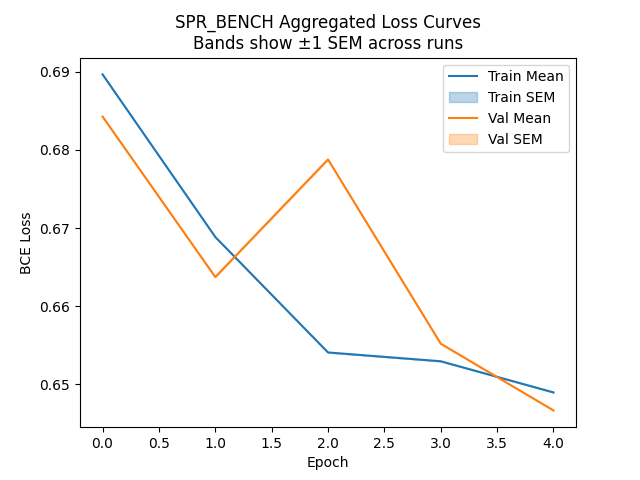 SPR_BENCH Aggregated Loss Curves
Bands show ±1 SEM across runs
Train Mean
Train SEM
Val Mean
Val SEM
BCE Loss
0.69
0.68
0.67
0.66
0.65
0.0 0.5 1.0 1.5 2.0 2.5 3.0 3.5 4.0
Epoch